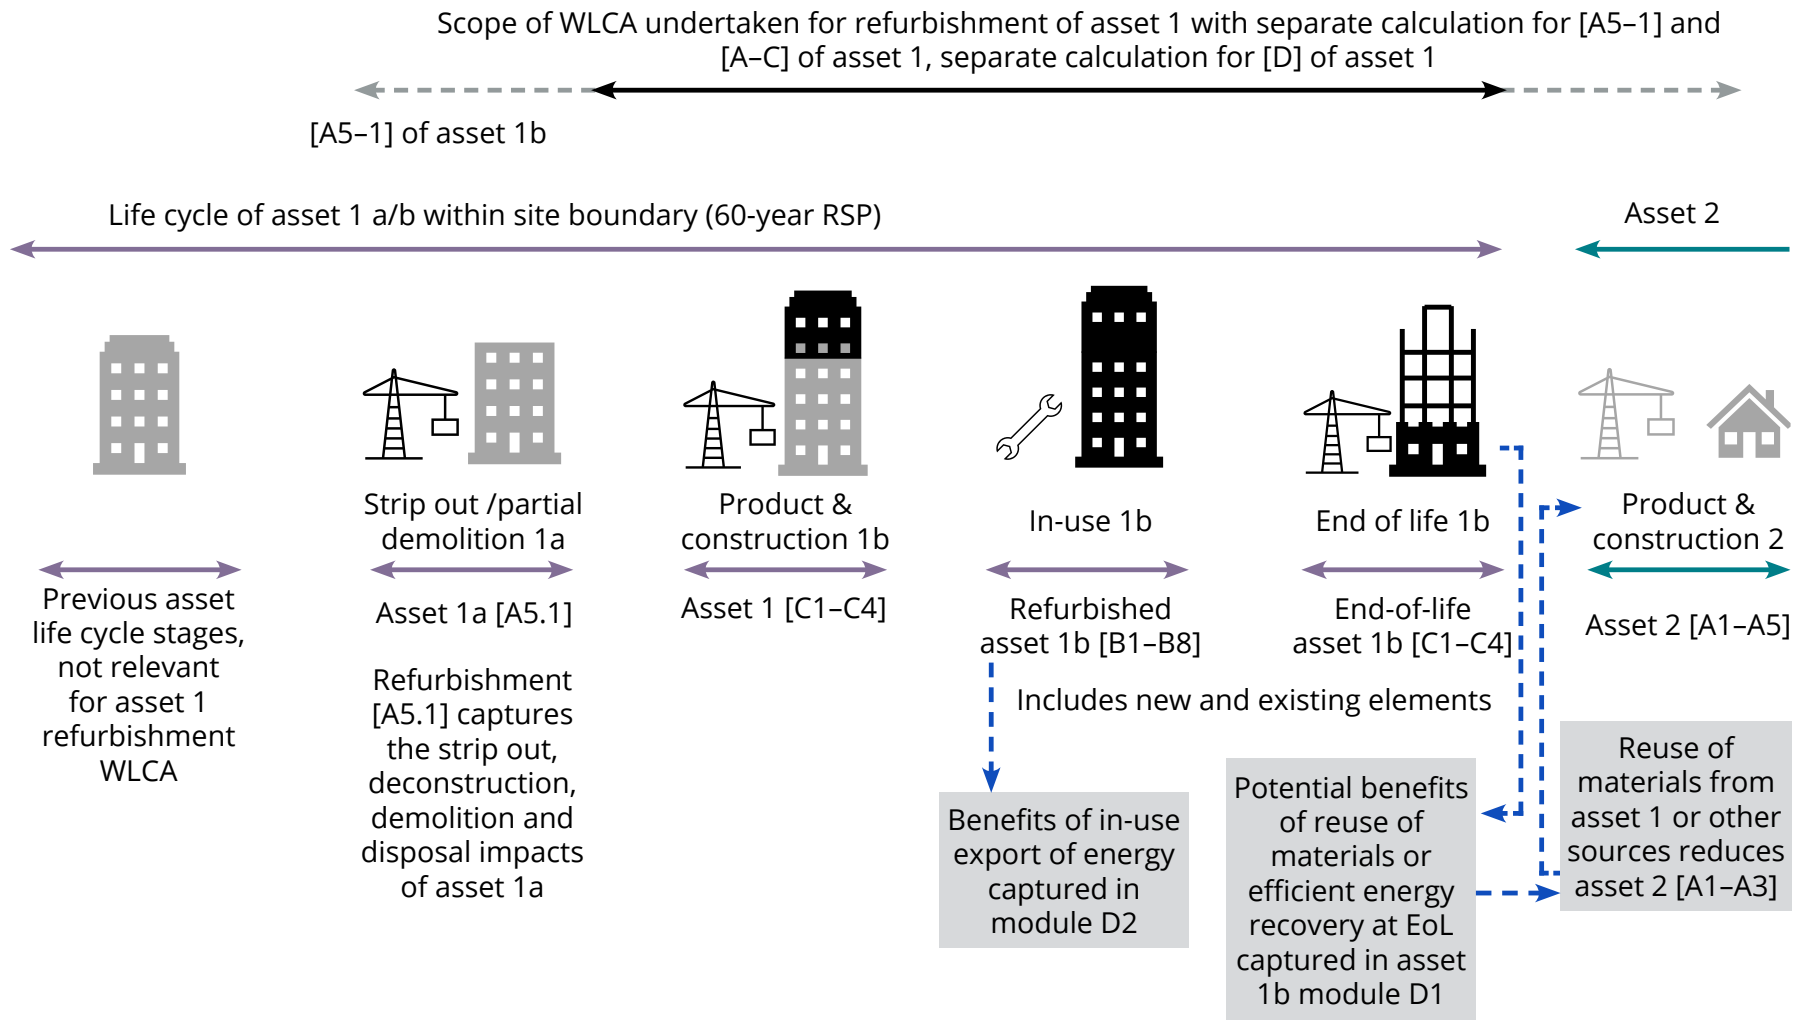 Scope of WLCA undertaken for refurbishment of asset 1 with separate calculation for [A5–1] and
[A–C] of asset 1, separate calculation for [D] of asset 1
[A5–1] of asset 1b
Life cycle of asset 1 a/b within site boundary (60-year RSP)
Asset 2
Strip out /partial
demolition 1a
Product &
construction 1b
In-use 1b
End of life 1b
Product &
construction 2
Previous asset
life cycle stages,
not relevant
for asset 1
refurbishment
WLCA
Asset 1a [A5.1]
Refurbishment
[A5.1] captures
the strip out,
deconstruction,
demolition and
disposal impacts
of asset 1a
Asset 1 [C1–C4]
Refurbished
asset 1b [B1–B8]
End-of-life
asset 1b [C1–C4]
Includes new and existing elements
Asset 2 [A1–A5]
Benefits of in-use
export of energy
captured in
module D2
Potential benefits
of reuse of
materials or
efficient energy
recovery at EoL
captured in asset
1b module D1
Reuse of
materials from
asset 1 or other
sources reduces
asset 2 [A1–A3]